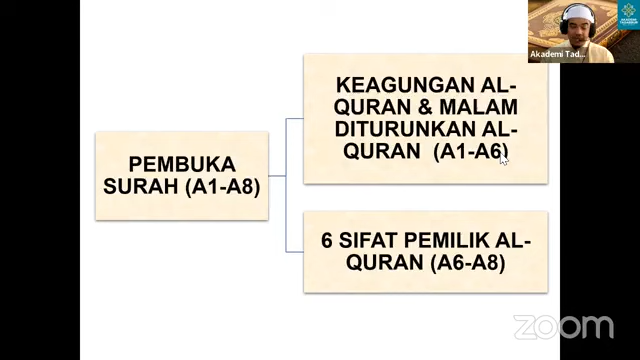 KEAGUNGAN AL-
QURAN & MALAM
DITURUNKAN AL-
QURAN (A1-A6)
PEMBUKA
SURAH (A1-A8)
6 SIFAT PEMILIK AL-
QURAN (A6-A8)
Akademi Tad...
zoom